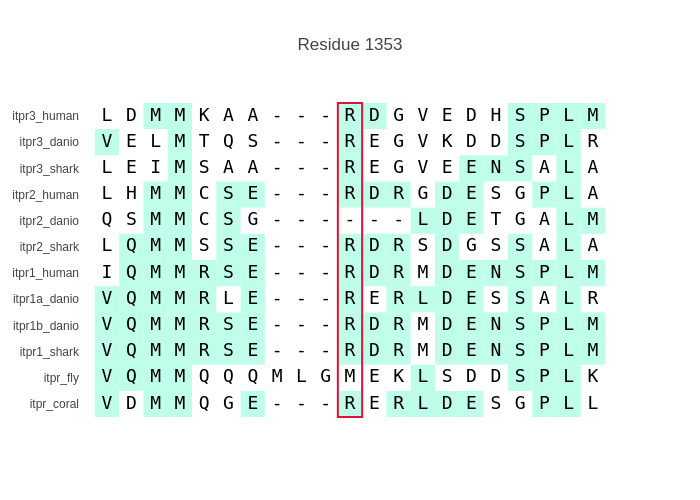 Residue 1353
itpr3_human L D M M K A A - - - R D G V E D H S P L M
itpr3_danio V E L M T Q S - - - R E G V K D D S P L R
itpr3_shark L E I M S A A - - - R E G V E E N S A L A
itpr2_human L H M M C S E - - - R D R G D E S G P L A
itpr2_danio Q S M M C S G - - - - - - L D E T G A L M
itpr2_shark L Q M M S S E - - - R D R S D G S S A L A
itpr1_human I Q M M R S E - - - R D R M D E N S P L M
itpr1a_danio V Q M M R L E - - - R E R L D E S S A L R
itpr1b_danio V Q M M R S E - - - R D R M D E N S P L M
itpr1_shark V Q M M R S E - - - R D R M D E N S P L M
itpr_fly V Q M M Q Q Q M L G M E K L S D D S P L K
itpr_coral V D M M Q G E - - - R E R L D E S G P L L